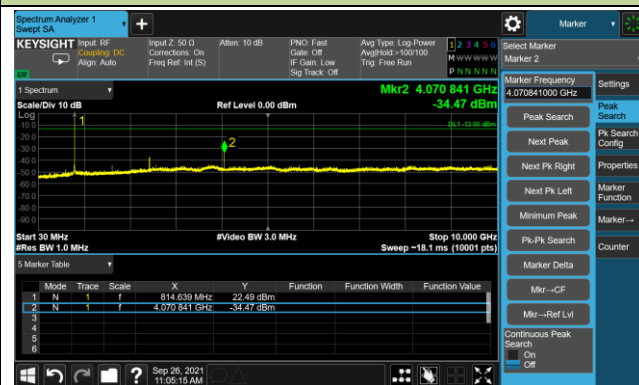 Spectrum Analyzer 1
Swept SA
+
Marker
KEYSIGHT
Input: RF
Coupling: DC
Align: Auto
Input Z: 50 Ω
Corrections: On
Freq Ref: Int (S)
Atten: 10 dB
PNO: Fast
Gate: Off
IF Gain: Low
Sig Track: Off
Avg Type: Log-Power
Avg|Hold:>100/100
Trig: Free Run
1 2 3 4 5 6
M W W W W W
P N N N N N
Select Marker
Marker 2
1 Spectrum
Scale/Div 10 dB
Ref Level 0.00 dBm
Mkr2 4.070 841 GHz
-34.47 dBm
Log
-10.0
-20.0
-30.0
-40.0
-50.0
-60.0
-70.0
-80.0
-90.0
1
2
DL1 -13.00 dBm
Start 30 MHz
#Res BW 1.0 MHz
#Video BW 3.0 MHz
Stop 10.000 GHz
Sweep ~18.1 ms (10001 pts)
5 Marker Table
Mode Trace Scale X Y Function Function Width Function Value
1 N 1 f 814.639 MHz 22.49 dBm
2 N 1 f 4.070 841 GHz -34.47 dBm
3
4
5
6
Marker Frequency
4.070841000 GHz
Peak Search
Next Peak
Next Pk Right
Next Pk Left
Minimum Peak
Pk-Pk Search
Marker Delta
Mkr→CF
Mkr→Ref Lvl
Continuous Peak
Search
On
Off
Settings
Peak
Search
Pk Search
Config
Properties
Marker
Function
Marker→
Counter
?
Sep 26, 2021
11:05:15 AM